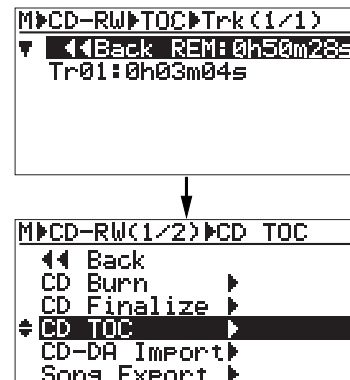 M▶CD-RW▶TOC▶Trk(1/1)
▼ ◀◀Back REM:0h50m28s
Tr01:0h03m04s
M▶CD-RW(1/2)▶CD TOC
◀◀ Back
CD Burn ▶
CD Finalize ▶
CD TOC ▶
CD-DA Import▶
Song Export ▶